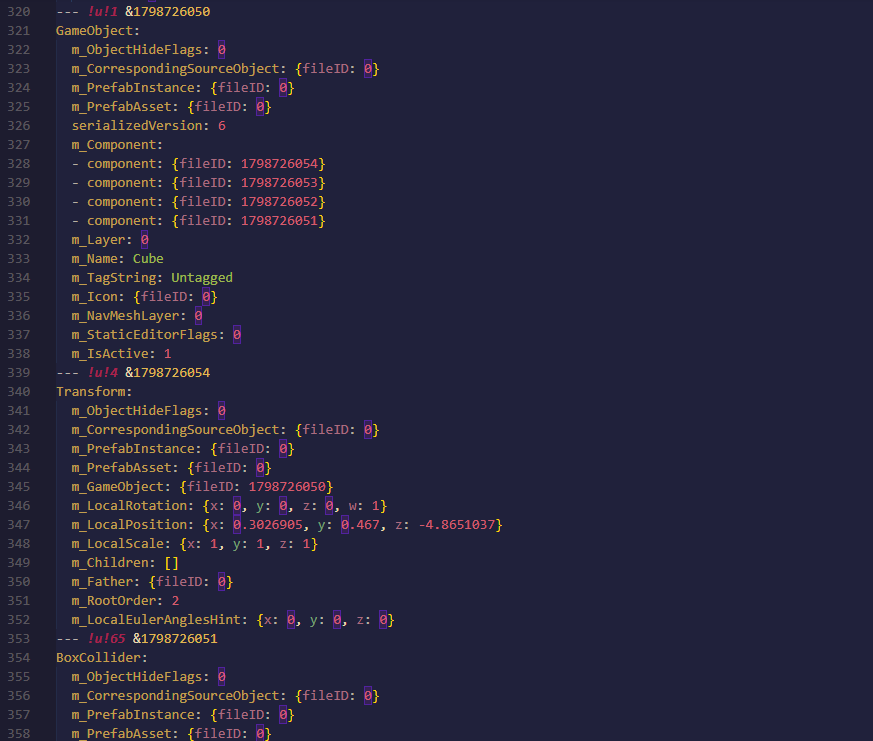 320 --- !u!1 &1798726050
321 GameObject:
322   m_ObjectHideFlags: 0
323   m_CorrespondingSourceObject: {fileID: 0}
324   m_PrefabInstance: {fileID: 0}
325   m_PrefabAsset: {fileID: 0}
326   serializedVersion: 6
327   m_Component:
328   - component: {fileID: 1798726054}
329   - component: {fileID: 1798726053}
330   - component: {fileID: 1798726052}
331   - component: {fileID: 1798726051}
332   m_Layer: 0
333   m_Name: Cube
334   m_TagString: Untagged
335   m_Icon: {fileID: 0}
336   m_NavMeshLayer: 0
337   m_StaticEditorFlags: 0
338   m_IsActive: 1
339 --- !u!4 &1798726054
340 Transform:
341   m_ObjectHideFlags: 0
342   m_CorrespondingSourceObject: {fileID: 0}
343   m_PrefabInstance: {fileID: 0}
344   m_PrefabAsset: {fileID: 0}
345   m_GameObject: {fileID: 1798726050}
346   m_LocalRotation: {x: 0, y: 0, z: 0, w: 1}
347   m_LocalPosition: {x: 0.3026905, y: 0.467, z: -4.8651037}
348   m_LocalScale: {x: 1, y: 1, z: 1}
349   m_Children: []
350   m_Father: {fileID: 0}
351   m_RootOrder: 2
352   m_LocalEulerAnglesHint: {x: 0, y: 0, z: 0}
353 --- !u!65 &1798726051
354 BoxCollider:
355   m_ObjectHideFlags: 0
356   m_CorrespondingSourceObject: {fileID: 0}
357   m_PrefabInstance: {fileID: 0}
358   m_PrefabAsset: {fileID: 0}